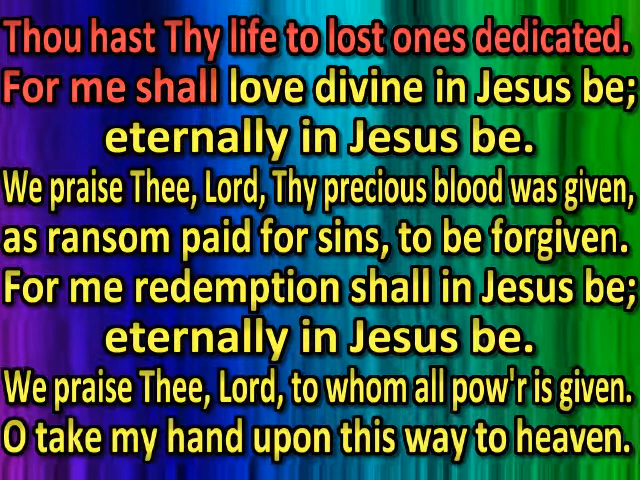 Thou hast Thy life to lost ones dedicated.
For me shall love divine in Jesus be;
eternally in Jesus be.
We praise Thee, Lord, Thy precious blood was given,
as ransom paid for sins, to be forgiven.
For me redemption shall in Jesus be;
eternally in Jesus be.
We praise Thee, Lord, to whom all pow'r is given.
O take my hand upon this way to heaven.